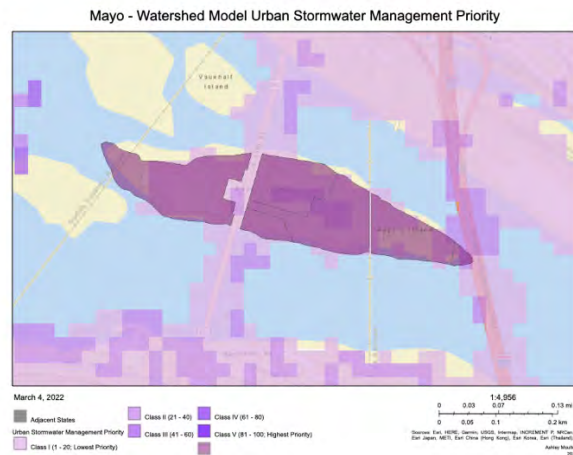 Mayo - Watershed Model Urban Stormwater Management Priority
Vasenall
Island
March 4, 2022
Adjacent States
Urban Stormwater Management Priority
Class I (1 - 20; Lowest Priority)
Class II (21 - 40)
Class III (41 - 60)
Class IV (61 - 80)
Class V (81 - 100; Highest Priority)
1:4,956
0 0.03 0.07 0.13 mi
0 0.05 0.1 0.2 km
Sources: Esri, HERE, Garmin, USGS, Intermap, INCREMENT P, NRCan,
Esri Japan, METI, Esri China (Hong Kong), Esri Korea, Esri (Thailand)
Ashley